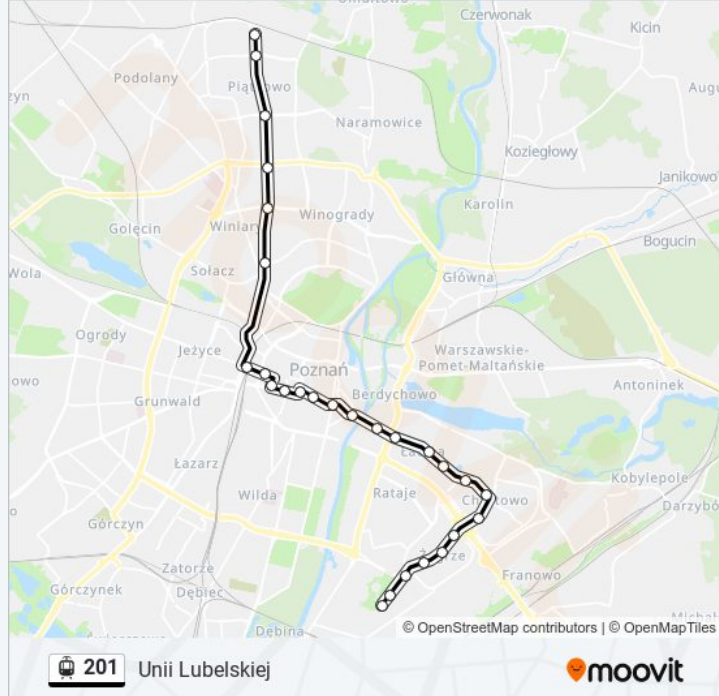 Czerwonak
Kicin
Podolany
Piątkowo
Naramowice
Koziegłowy
Janikowo
Karolin
Winogrady
Golęcin
Winiary
Bogucin
Sołacz
Główna
Wola
Ogrody
Jeżyce
Poznań
Warszawskie-
Pomet-Maltańskie
Antoninek
Grunwald
Berdychowo
Łazarz
Kobylepole
Wilda
Rataje
Górczyn
Zatorze
Franowo
Górczynek
Dębiec
Dębina
© OpenStreetMap contributors | © OpenMapTiles
201 Unii Lubelskiej
moovit